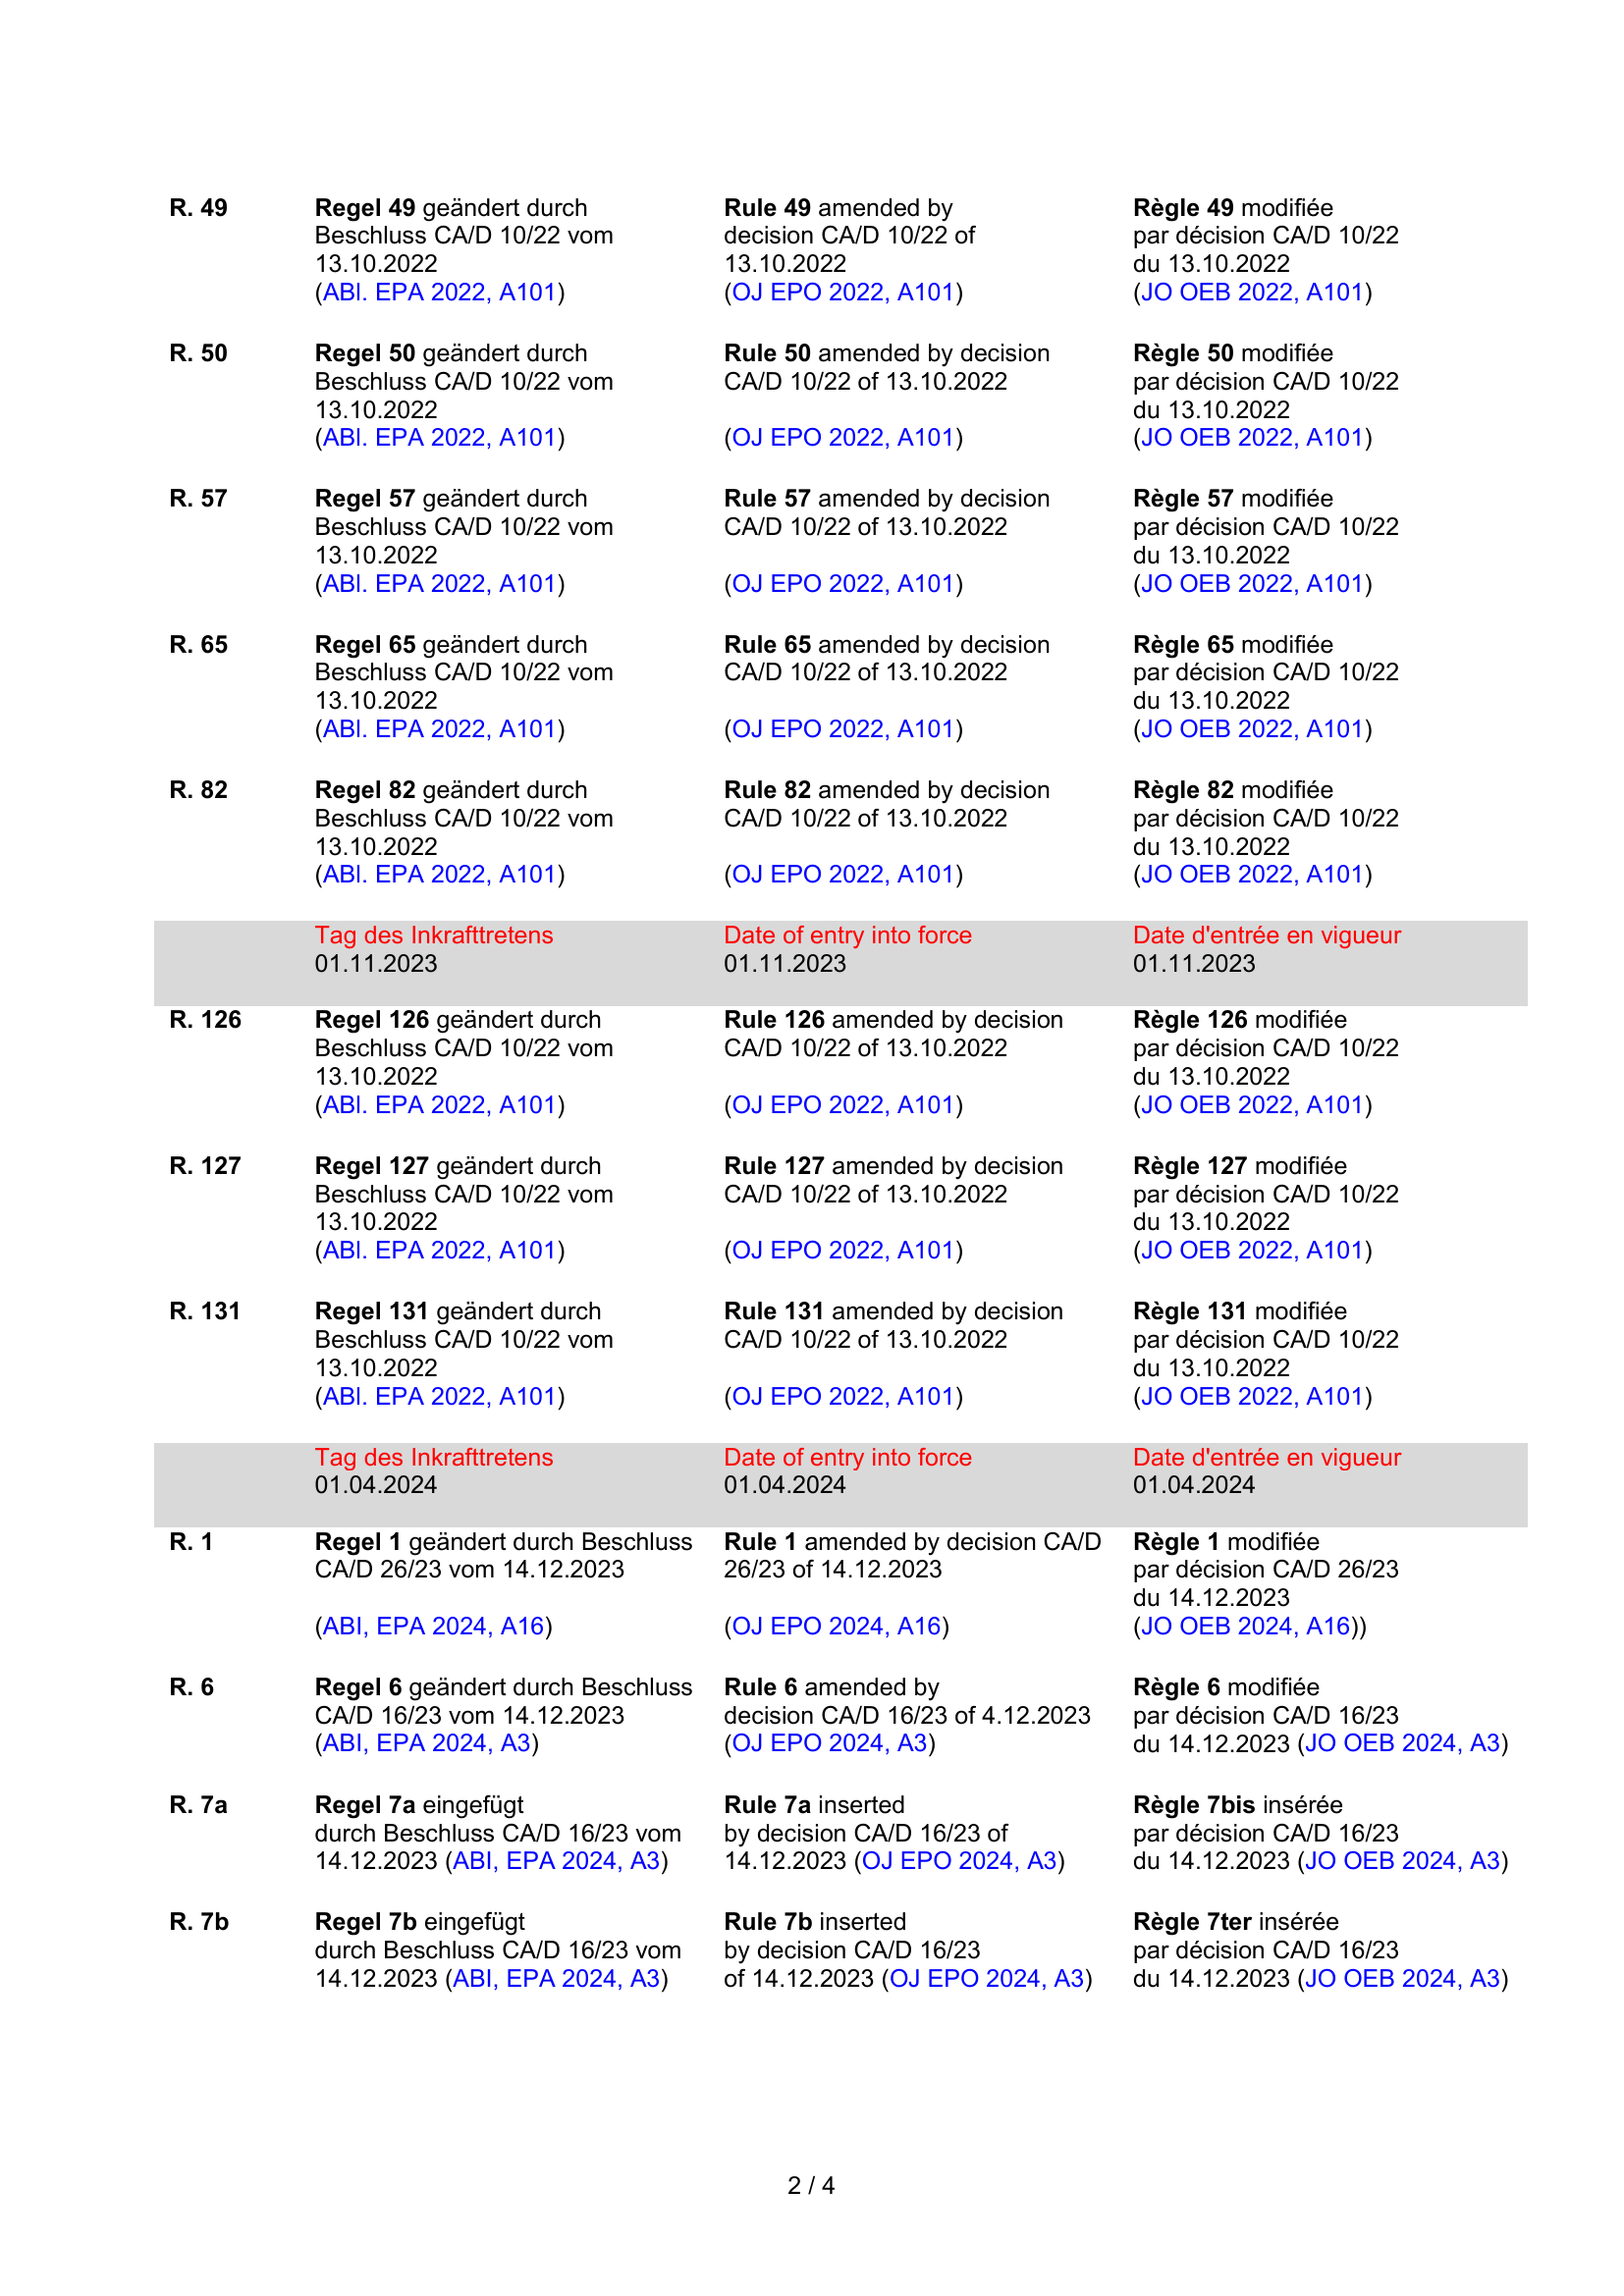 R. 49
Regel 49 geändert durch
Beschluss CA/D 10/22 vom
13.10.2022
(ABl. EPA 2022, A101)
Rule 49 amended by
decision CA/D 10/22 of
13.10.2022
(OJ EPO 2022, A101)
Règle 49 modifiée
par décision CA/D 10/22
du 13.10.2022
(JO OEB 2022, A101)
R. 50
Regel 50 geändert durch
Beschluss CA/D 10/22 vom
13.10.2022
(ABl. EPA 2022, A101)
Rule 50 amended by decision
CA/D 10/22 of 13.10.2022
(OJ EPO 2022, A101)
Règle 50 modifiée
par décision CA/D 10/22
du 13.10.2022
(JO OEB 2022, A101)
R. 57
Regel 57 geändert durch
Beschluss CA/D 10/22 vom
13.10.2022
(ABl. EPA 2022, A101)
Rule 57 amended by decision
CA/D 10/22 of 13.10.2022
(OJ EPO 2022, A101)
Règle 57 modifiée
par décision CA/D 10/22
du 13.10.2022
(JO OEB 2022, A101)
R. 65
Regel 65 geändert durch
Beschluss CA/D 10/22 vom
13.10.2022
(ABl. EPA 2022, A101)
Rule 65 amended by decision
CA/D 10/22 of 13.10.2022
(OJ EPO 2022, A101)
Règle 65 modifiée
par décision CA/D 10/22
du 13.10.2022
(JO OEB 2022, A101)
R. 82
Regel 82 geändert durch
Beschluss CA/D 10/22 vom
13.10.2022
(ABl. EPA 2022, A101)
Rule 82 amended by decision
CA/D 10/22 of 13.10.2022
(OJ EPO 2022, A101)
Règle 82 modifiée
par décision CA/D 10/22
du 13.10.2022
(JO OEB 2022, A101)
Tag des Inkrafttretens
01.11.2023
Date of entry into force
01.11.2023
Date d'entrée en vigueur
01.11.2023
R. 126
Regel 126 geändert durch
Beschluss CA/D 10/22 vom
13.10.2022
(ABl. EPA 2022, A101)
Rule 126 amended by decision
CA/D 10/22 of 13.10.2022
(OJ EPO 2022, A101)
Règle 126 modifiée
par décision CA/D 10/22
du 13.10.2022
(JO OEB 2022, A101)
R. 127
Regel 127 geändert durch
Beschluss CA/D 10/22 vom
13.10.2022
(ABl. EPA 2022, A101)
Rule 127 amended by decision
CA/D 10/22 of 13.10.2022
(OJ EPO 2022, A101)
Règle 127 modifiée
par décision CA/D 10/22
du 13.10.2022
(JO OEB 2022, A101)
R. 131
Regel 131 geändert durch
Beschluss CA/D 10/22 vom
13.10.2022
(ABl. EPA 2022, A101)
Rule 131 amended by decision
CA/D 10/22 of 13.10.2022
(OJ EPO 2022, A101)
Règle 131 modifiée
par décision CA/D 10/22
du 13.10.2022
(JO OEB 2022, A101)
Tag des Inkrafttretens
01.04.2024
Date of entry into force
01.04.2024
Date d'entrée en vigueur
01.04.2024
R. 1
Regel 1 geändert durch Beschluss
CA/D 26/23 vom 14.12.2023
(ABl, EPA 2024, A16)
Rule 1 amended by decision CA/D
26/23 of 14.12.2023
(OJ EPO 2024, A16)
Règle 1 modifiée
par décision CA/D 26/23
du 14.12.2023
(JO OEB 2024, A16))
R. 6
Regel 6 geändert durch Beschluss
CA/D 16/23 vom 14.12.2023
(ABl, EPA 2024, A3)
Rule 6 amended by
decision CA/D 16/23 of 4.12.2023
(OJ EPO 2024, A3)
Règle 6 modifiée
par décision CA/D 16/23
du 14.12.2023 (JO OEB 2024, A3)
R. 7a
Regel 7a eingefügt
durch Beschluss CA/D 16/23 vom
14.12.2023 (ABl, EPA 2024, A3)
Rule 7a inserted
by decision CA/D 16/23 of
14.12.2023 (OJ EPO 2024, A3)
Règle 7bis insérée
par décision CA/D 16/23
du 14.12.2023 (JO OEB 2024, A3)
R. 7b
Regel 7b eingefügt
durch Beschluss CA/D 16/23 vom
14.12.2023 (ABl, EPA 2024, A3)
Rule 7b inserted
by decision CA/D 16/23
of 14.12.2023 (OJ EPO 2024, A3)
Règle 7ter insérée
par décision CA/D 16/23
du 14.12.2023 (JO OEB 2024, A3)
2 / 4